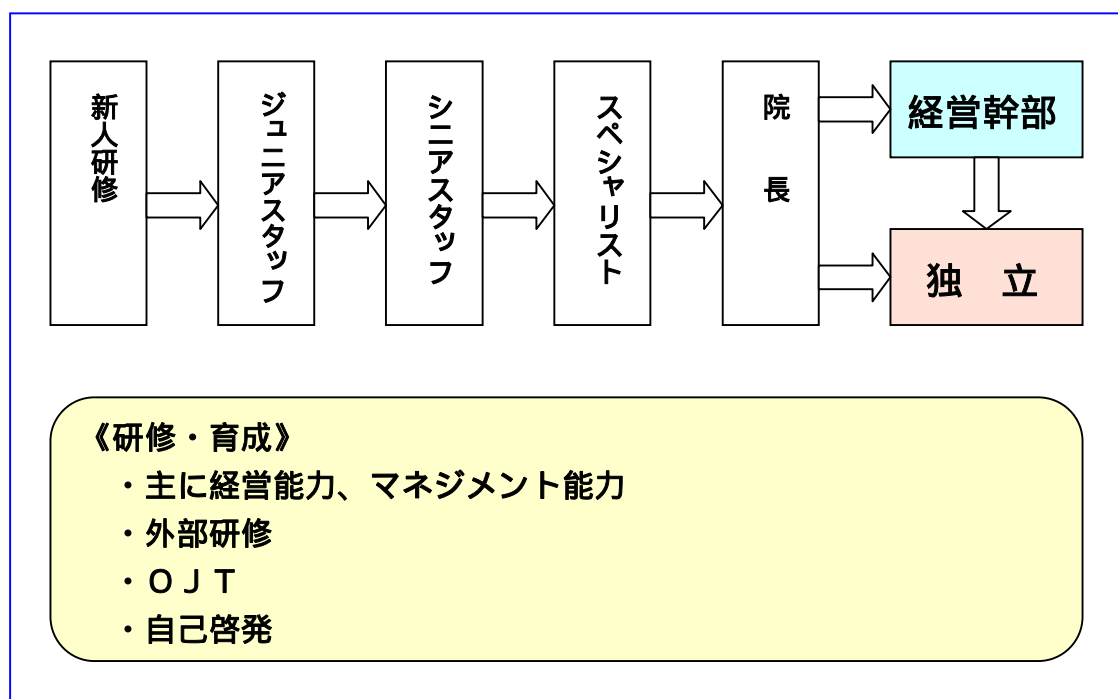 新人研修
ジュニアスタッフ
シニアスタッフ
スペシャリスト
院長
経営幹部
独　立
《研修・育成》
・主に経営能力、マネジメント能力
・外部研修
・ＯＪＴ
・自己啓発